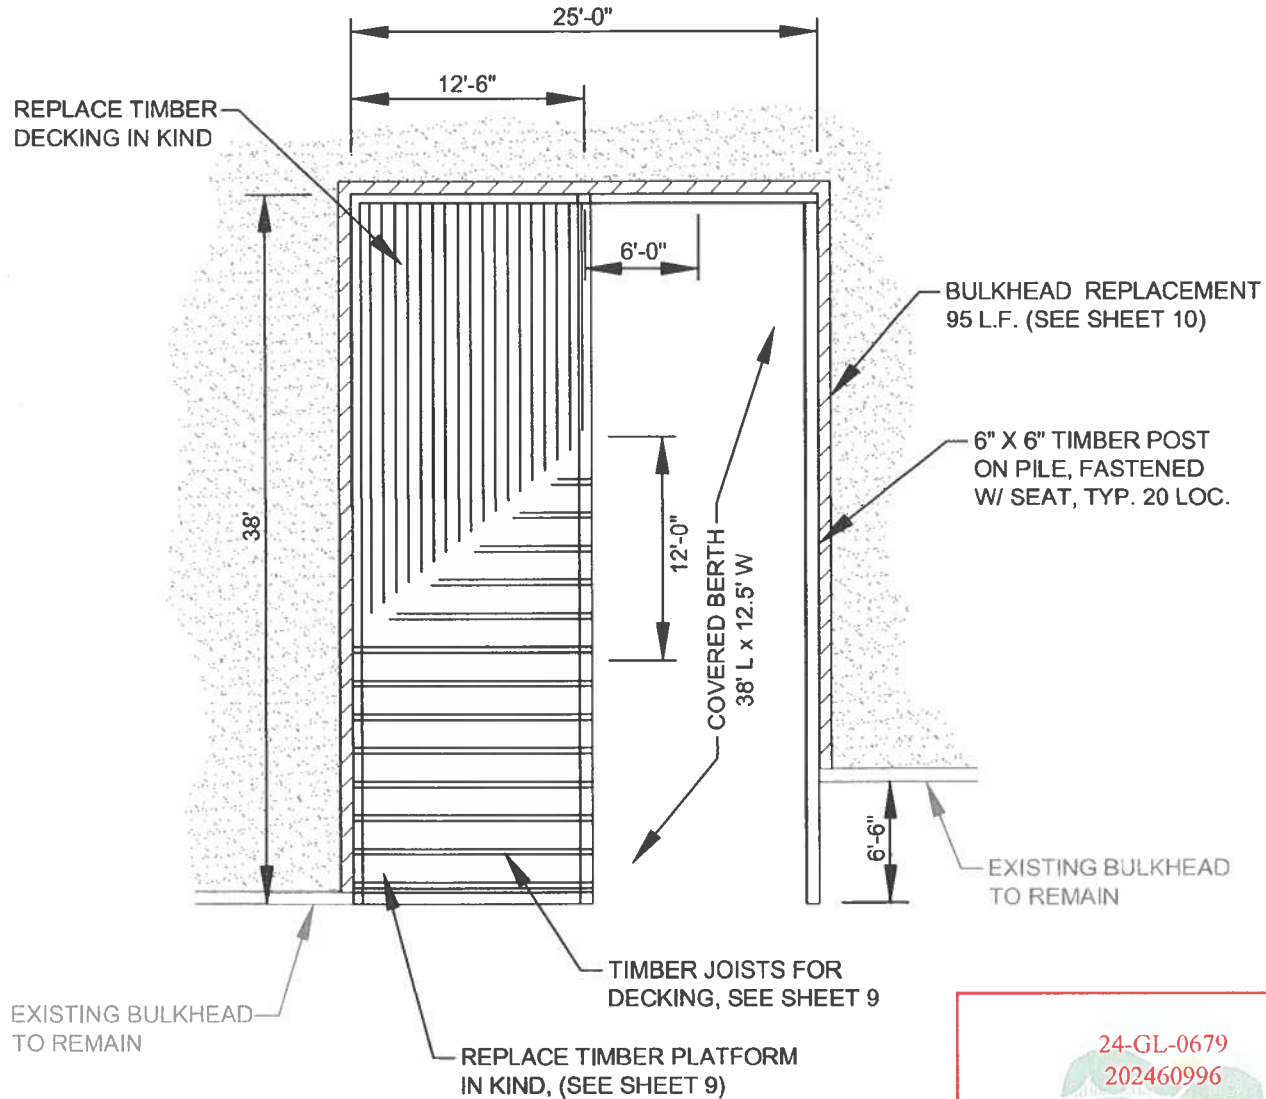 25'-0"
12'-6"
REPLACE TIMBER
DECKING IN KIND
6'-0"
BULKHEAD REPLACEMENT
95 L.F. (SEE SHEET 10)
6" X 6" TIMBER POST
ON PILE, FASTENED
W/ SEAT, TYP. 20 LOC.
38'
12'-0"
COVERED BERTH
38' L x 12.5' W
6'-6"
EXISTING BULKHEAD
TO REMAIN
TIMBER JOISTS FOR
DECKING, SEE SHEET 9
EXISTING BULKHEAD
TO REMAIN
REPLACE TIMBER PLATFORM
IN KIND, (SEE SHEET 9)
24-GL-0679
202460996